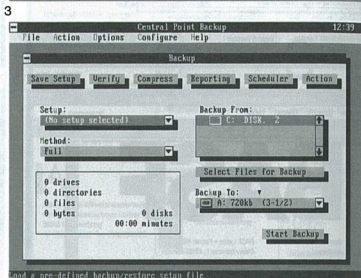 3
Central Point Backup 12:39
File Action Options Configure Help
Backup
Save Setup Verify Compress Reporting Scheduler Action
Setup:
(No setup selected)
Method:
Full
Backup From:
C: DISK. 2
Select Files for Backup
0 drives
0 directories
0 files
0 bytes 0 disks
00:00 minutes
Backup To:
A: 720kb (3-1/2)
Start Backup
Load a pre-defined backup/restore setup file